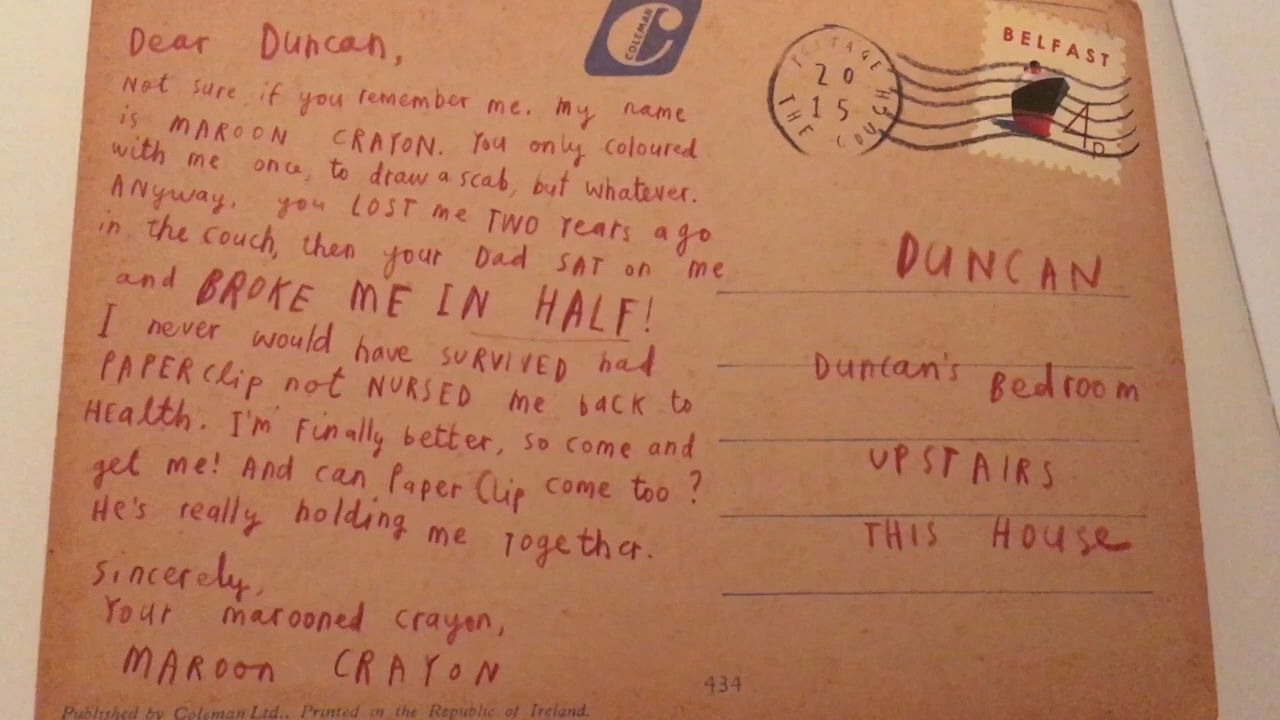 COLEMAN
Dear Duncan,
Not sure if you remember me. My name
is MAROON CRAYON. You only coloured
with me once, to draw a scab, but whatever.
ANyway, you LOST me TWO Years ago
in the couch, then your Dad SAT on me
and BROKE ME IN HALF!
I never would have SURVIVED had
PAPERClip not NURSED me back to
HEalth. I'm Finally better, so come and
get me! And can Paper Clip come too?
He's really holding me together.
Sincerely,
Your marooned crayon,
MAROON CRAYON
Published by Coleman Ltd., Printed in the Republic of Ireland.
434
POSTAGE
20
15
THE COUCH
BELFAST
4p
DUNCAN
Duncan's Bedroom
UPSTAIRS
THIS House